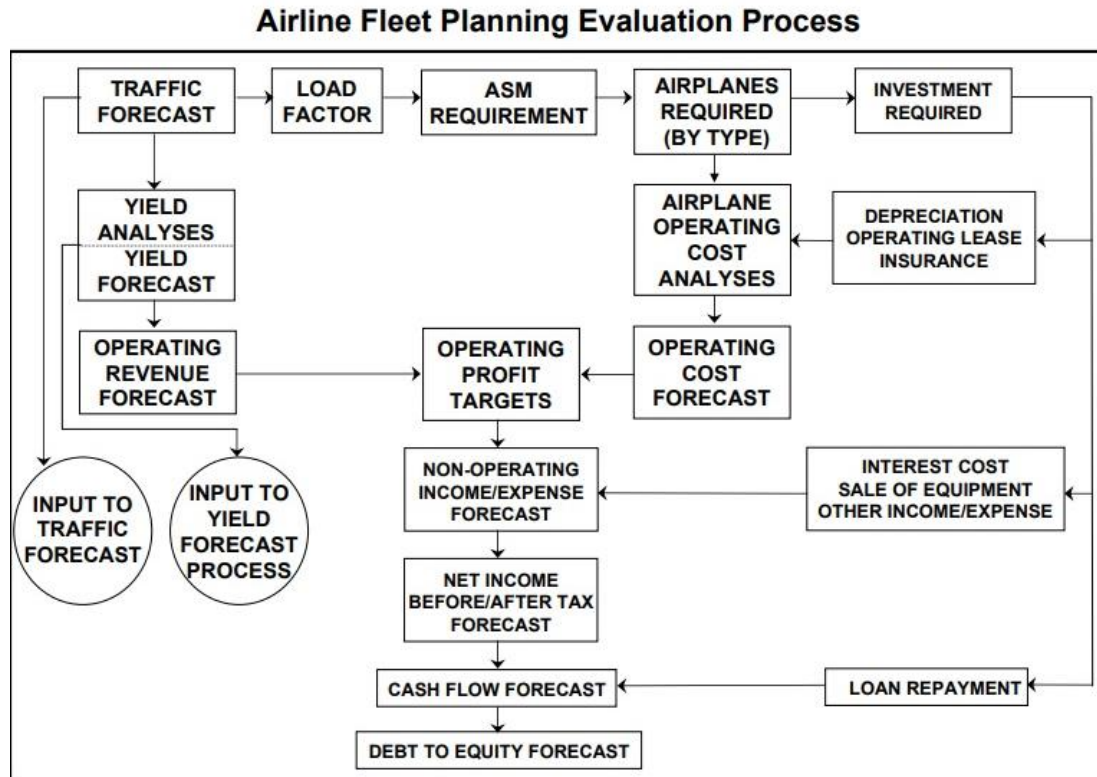 Airline Fleet Planning Evaluation Process
TRAFFIC
FORECAST
LOAD
FACTOR
ASM
REQUIREMENT
AIRPLANES
REQUIRED
(BY TYPE)
INVESTMENT
REQUIRED
YIELD
ANALYSES
YIELD
FORECAST
AIRPLANE
OPERATING
COST
ANALYSES
DEPRECIATION
OPERATING LEASE
INSURANCE
OPERATING
REVENUE
FORECAST
OPERATING
PROFIT
TARGETS
OPERATING
COST
FORECAST
INPUT TO
TRAFFIC
FORECAST
INPUT TO
YIELD
FORECAST
PROCESS
NON-OPERATING
INCOME/EXPENSE
FORECAST
INTEREST COST
SALE OF EQUIPMENT
OTHER INCOME/EXPENSE
NET INCOME
BEFORE/AFTER TAX
FORECAST
CASH FLOW FORECAST
LOAN REPAYMENT
DEBT TO EQUITY FORECAST